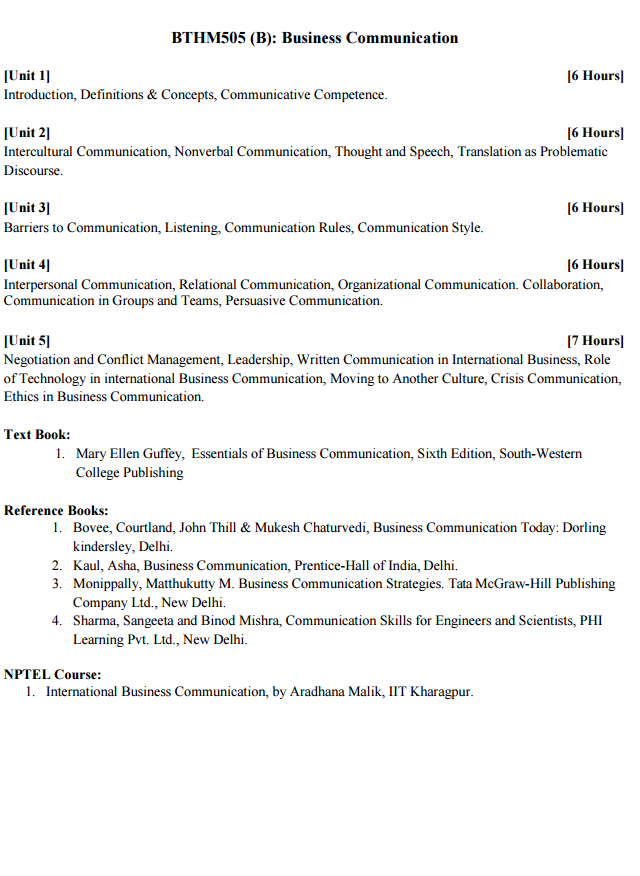 BTHM505 (B): Business Communication
[Unit 1] [6 Hours]
Introduction, Definitions & Concepts, Communicative Competence.
[Unit 2] [6 Hours]
Intercultural Communication, Nonverbal Communication, Thought and Speech, Translation as Problematic
Discourse.
[Unit 3] [6 Hours]
Barriers to Communication, Listening, Communication Rules, Communication Style.
[Unit 4] [6 Hours]
Interpersonal Communication, Relational Communication, Organizational Communication. Collaboration,
Communication in Groups and Teams, Persuasive Communication.
[Unit 5] [7 Hours]
Negotiation and Conflict Management, Leadership, Written Communication in International Business, Role
of Technology in international Business Communication, Moving to Another Culture, Crisis Communication,
Ethics in Business Communication.
Text Book:
1. Mary Ellen Guffey, Essentials of Business Communication, Sixth Edition, South-Western
College Publishing
Reference Books:
1. Bovee, Courtland, John Thill & Mukesh Chaturvedi, Business Communication Today: Dorling
kindersley, Delhi.
2. Kaul, Asha, Business Communication, Prentice-Hall of India, Delhi.
3. Monippally, Matthukutty M. Business Communication Strategies. Tata McGraw-Hill Publishing
Company Ltd., New Delhi.
4. Sharma, Sangeeta and Binod Mishra, Communication Skills for Engineers and Scientists, PHI
Learning Pvt. Ltd., New Delhi.
NPTEL Course:
1. International Business Communication, by Aradhana Malik, IIT Kharagpur.